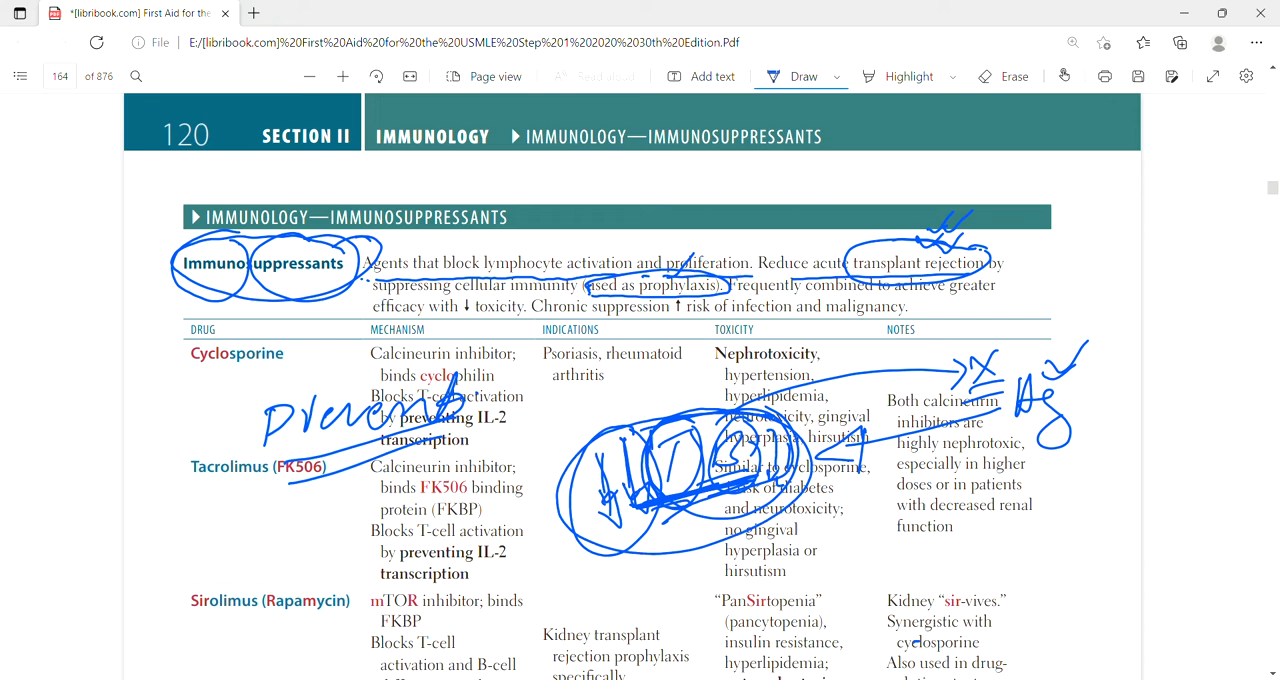 *[libribook.com] First Aid for the
File E:/[libribook.com]%20First%20Aid%20for%20the%20USMLE%20Step%201%202020%2030th%20Edition.Pdf
164 of 876 Page view Read aloud Add text Draw Highlight Erase
120 SECTION II IMMUNOLOGY ▶ IMMUNOLOGY—IMMUNOSUPPRESSANTS
▶ IMMUNOLOGY—IMMUNOSUPPRESSANTS
Immunosuppressants Agents that block lymphocyte activation and proliferation. Reduce acute transplant rejection by
suppressing cellular immunity (used as prophylaxis). Frequently combined to achieve greater
efficacy with ↓ toxicity. Chronic suppression ↑ risk of infection and malignancy.
DRUG MECHANISM INDICATIONS TOXICITY NOTES
Cyclosporine Calcineurin inhibitor; Psoriasis, rheumatoid Nephrotoxicity,
binds cyclophilin arthritis hypertension,
Blocks T-cell activation hyperlipidemia, Both calcineurin
by preventing IL-2 neurotoxicity, gingival inhibitors are
transcription hyperplasia, hirsutism highly nephrotoxic,
Tacrolimus (FK506) Calcineurin inhibitor; Similar to cyclosporine, especially in higher
binds FK506 binding risk of diabetes doses or in patients
protein (FKBP) and neurotoxicity; with decreased renal
Blocks T-cell activation no gingival function
by preventing IL-2 hyperplasia or
transcription hirsutism
Sirolimus (Rapamycin) mTOR inhibitor; binds “PanSirtopenia” Kidney “sir-vives.”
FKBP (pancytopenia), Synergistic with
Blocks T-cell Kidney transplant insulin resistance, cyclosporine
activation and B-cell rejection prophylaxis hyperlipidemia; Also used in drug-
specifically
X
Ag